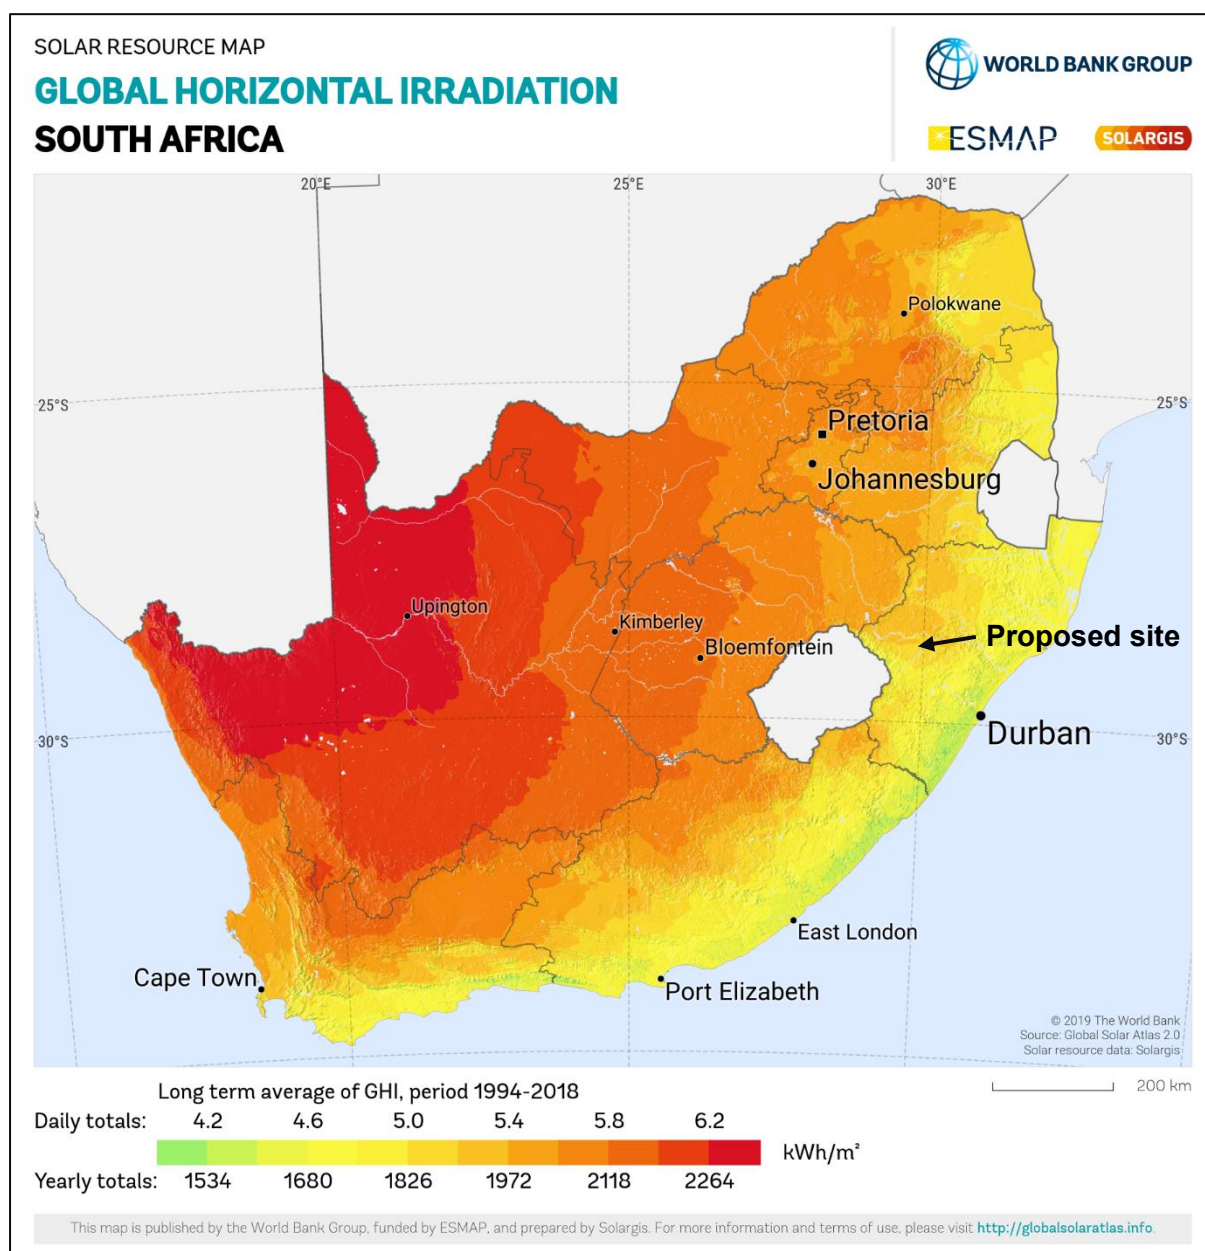 SOLAR RESOURCE MAP
GLOBAL HORIZONTAL IRRADIATION
SOUTH AFRICA
WORLD BANK GROUP
ESMAP
SOLARGIS
20°E
25°E
30°E
Polokwane
25°S
25°S
Pretoria
Johannesburg
Upington
Kimberley
Bloemfontein
Proposed site
30°S
Durban
30°S
East London
Cape Town
Port Elizabeth
© 2019 The World Bank
Source: Global Solar Atlas 2.0
Solar resource data: Solargis
200 km
Long term average of GHI, period 1994-2018
Daily totals: 4.2 4.6 5.0 5.4 5.8 6.2
kWh/m²
Yearly totals: 1534 1680 1826 1972 2118 2264
This map is published by the World Bank Group, funded by ESMAP, and prepared by Solargis. For more information and terms of use, please visit http://globalsolaratlas.info.